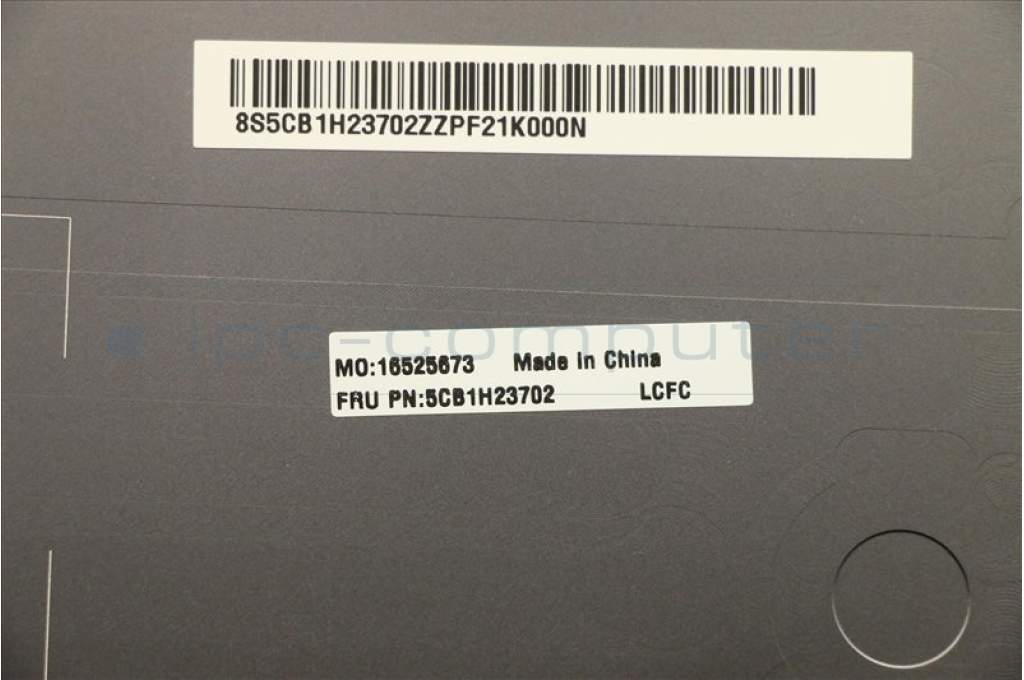 8S5CB1H23702ZZPF21K000N
ipc-computer
MO:16525673 Made in China
FRU PN:5CB1H23702 LCFC